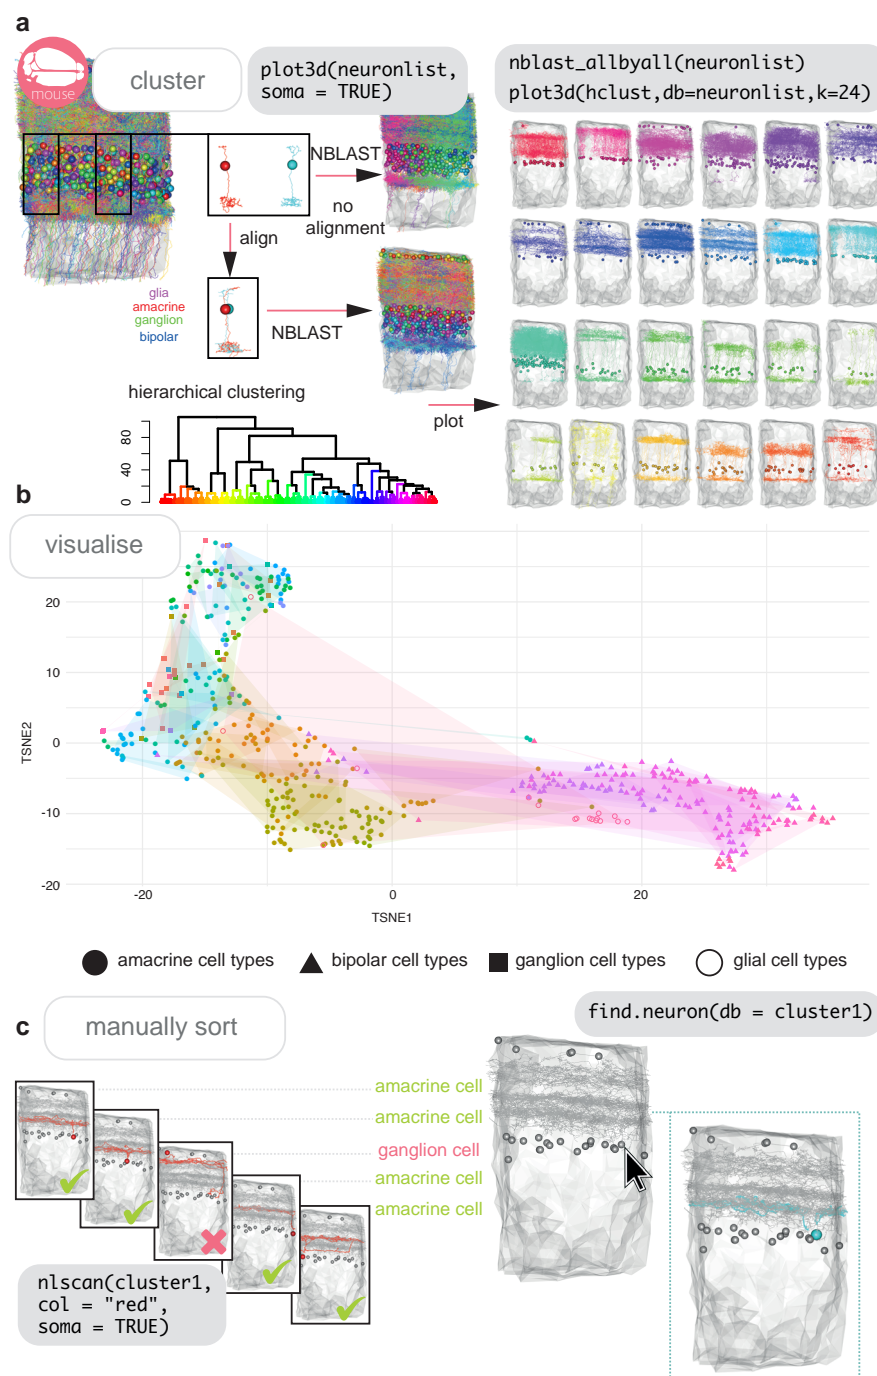 a
mouse
cluster
plot3d(neuronlist,
soma = TRUE)
nblast_allbyall(neuronlist)
plot3d(hclust,db=neuronlist,k=24)
NBLAST
no
alignment
align
glia
amacrine
ganglion
bipolar
NBLAST
hierarchical clustering
plot
80
40
0
b
visualise
20
10
0
-10
-20
TSNE2
-20
0
20
TSNE1
amacrine cell types
bipolar cell types
ganglion cell types
glial cell types
c
manually sort
find.neuron(db = cluster1)
amacrine cell
amacrine cell
ganglion cell
amacrine cell
amacrine cell
nlscan(cluster1,
col = "red",
soma = TRUE)